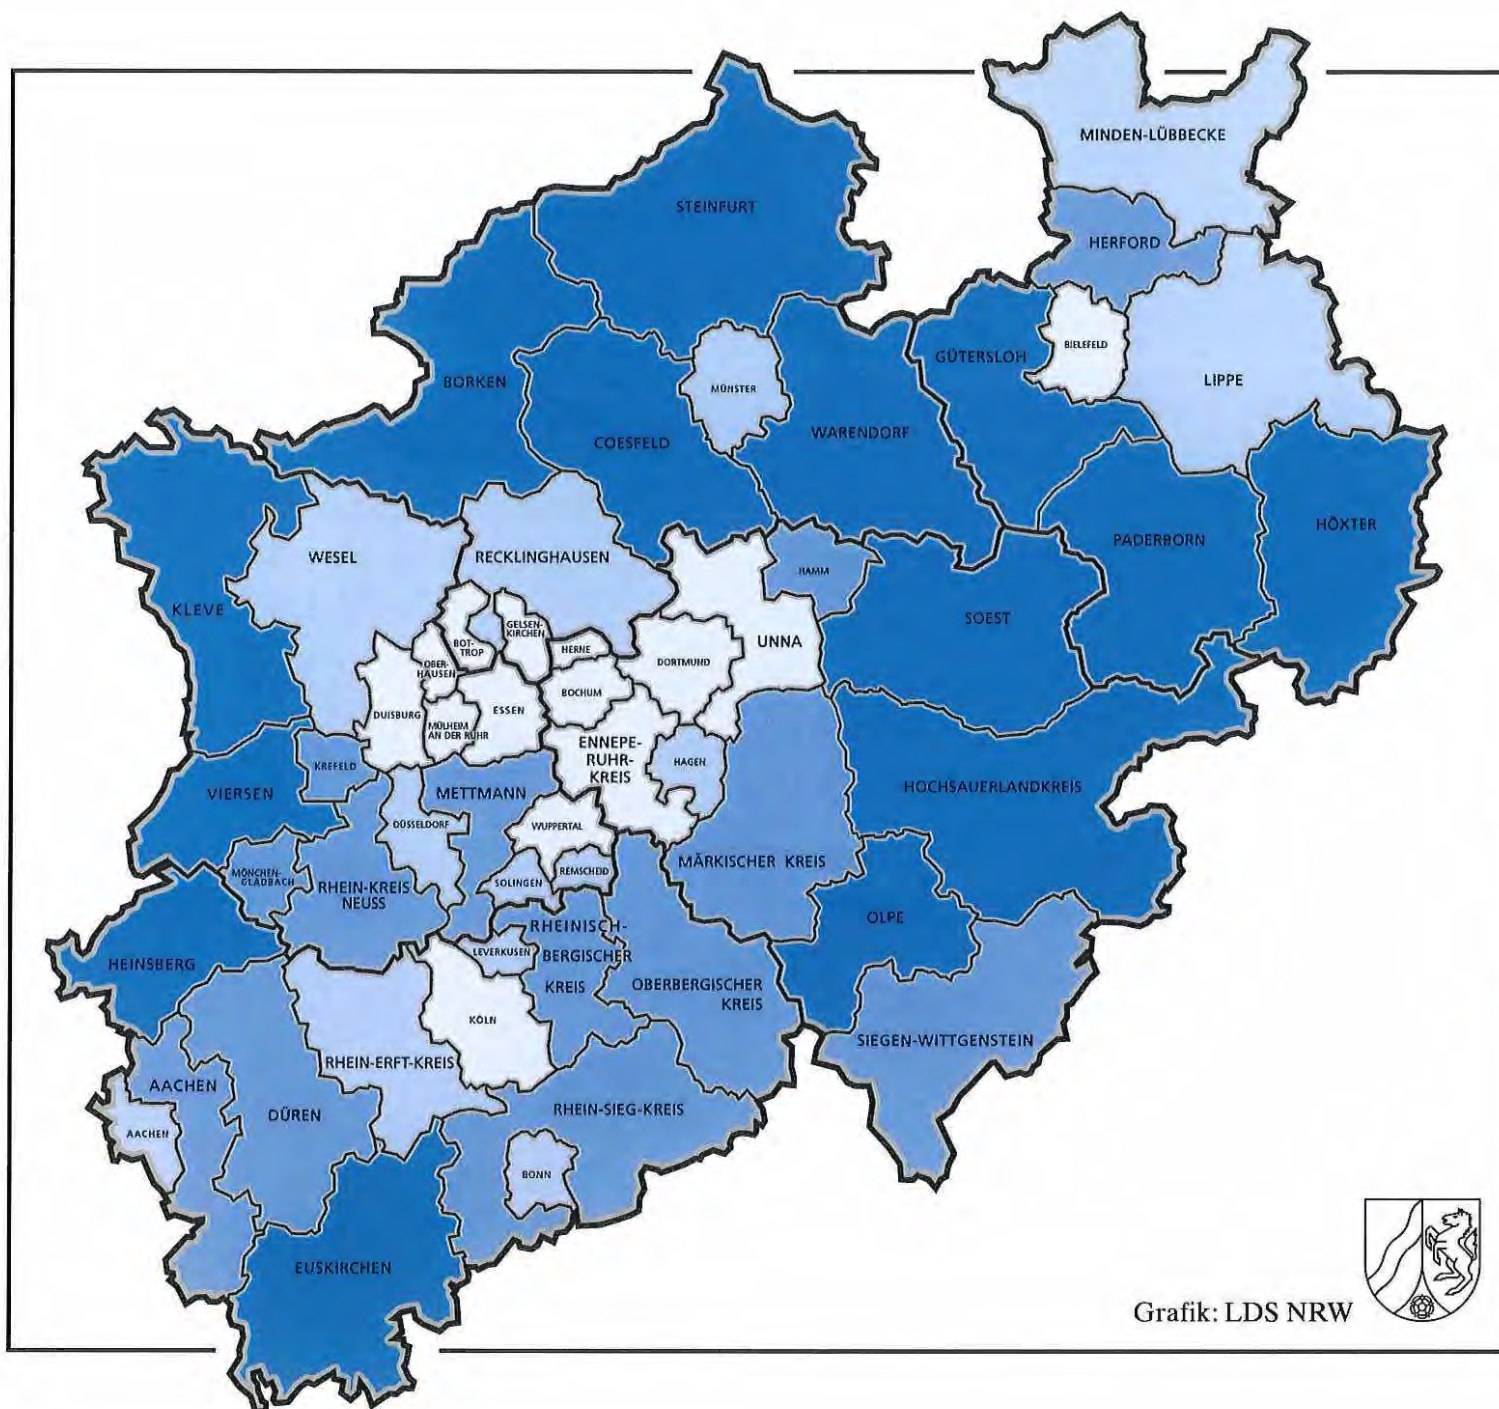 MINDEN-LÜBBECKE
STEINFURT
HERFORD
BIELEFELD
GÜTERSLOH
LIPPE
BORKEN
MÜNSTER
COESFELD
WARENDORF
HÖXTER
PADERBORN
WESEL
RECKLINGHAUSEN
HAMM
KLEVE
SOEST
GELSEN-
KIRCHEN
BOT-
TROP
HERNE
UNNA
OBER-
HAUSEN
DORTMUND
BOCHUM
DUISBURG
ESSEN
MÜLHEIM
AN DER RUHR
ENNEPE-
RUHR-
KREIS
HAGEN
KREFELD
VIERSEN
METTMANN
HOCHSAUERLANDKREIS
DÜSSELDORF
WUPPERTAL
MÄRKISCHER KREIS
MÖNCHEN-
GLADBACH
RHEIN-KREIS
NEUSS
SOLINGEN
REMSCHEID
OLPE
RHEINISCH-
BERGISCHER
KREIS
LEVERKUSEN
HEINSBERG
OBERBERGISCHER
KREIS
KÖLN
SIEGEN-WITTGENSTEIN
RHEIN-ERFT-KREIS
AACHEN
DÜREN
RHEIN-SIEG-KREIS
AACHEN
BONN
EUSKIRCHEN
Grafik: LDS NRW